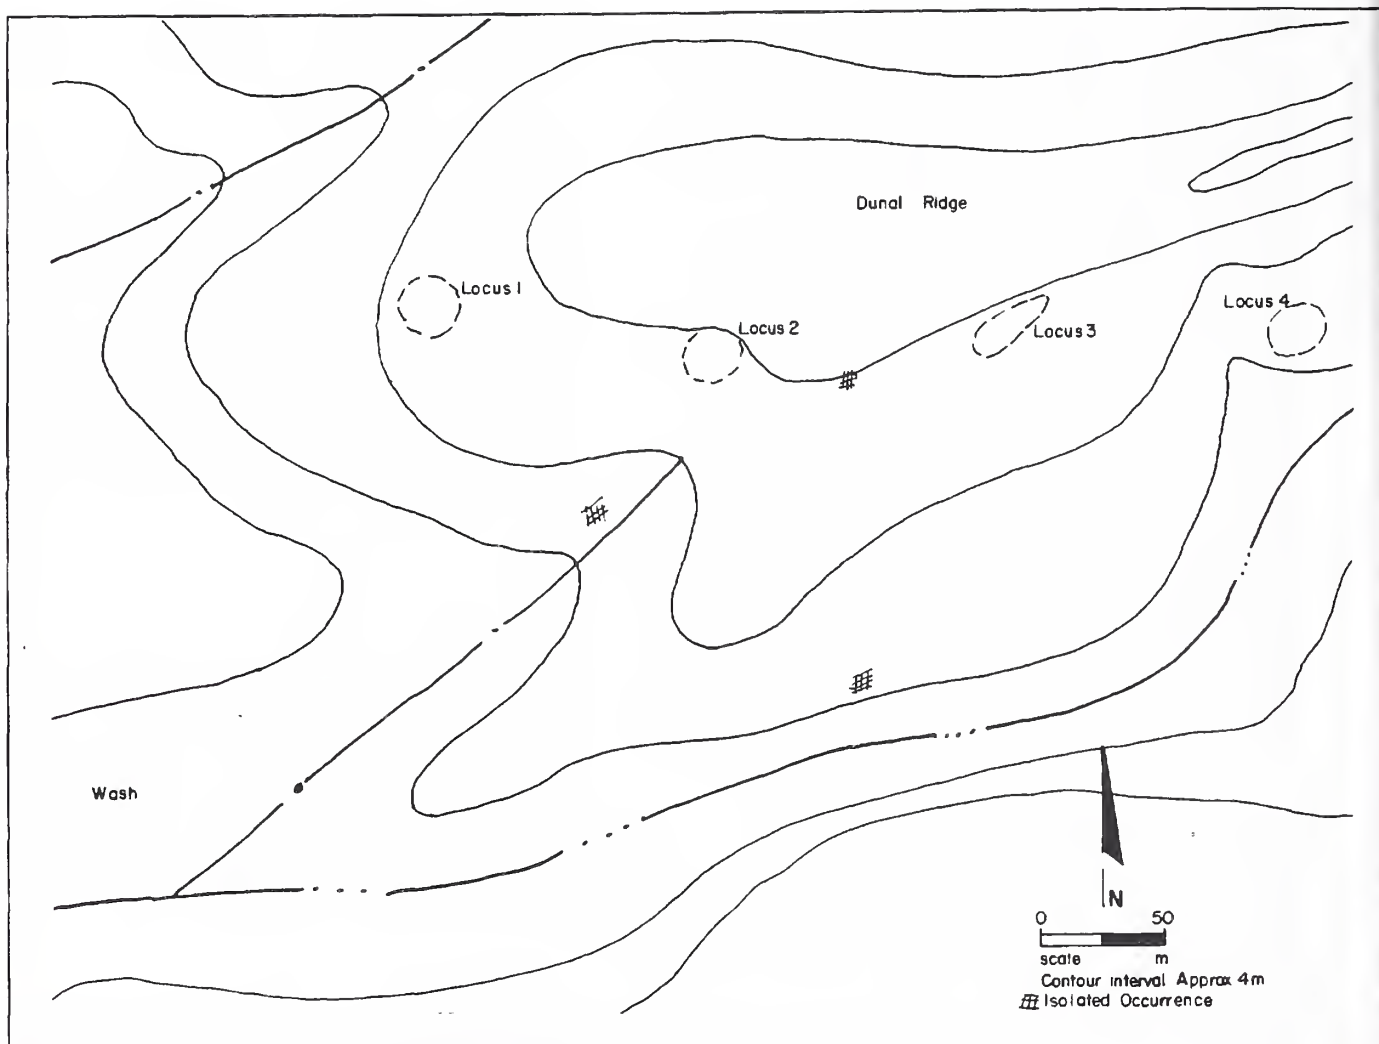 Dunal Ridge
Locus 1
Locus 2
Locus 3
Locus 4
Wash
N
0 50
scale m
Contour interval Approx 4m
Isolated Occurrence